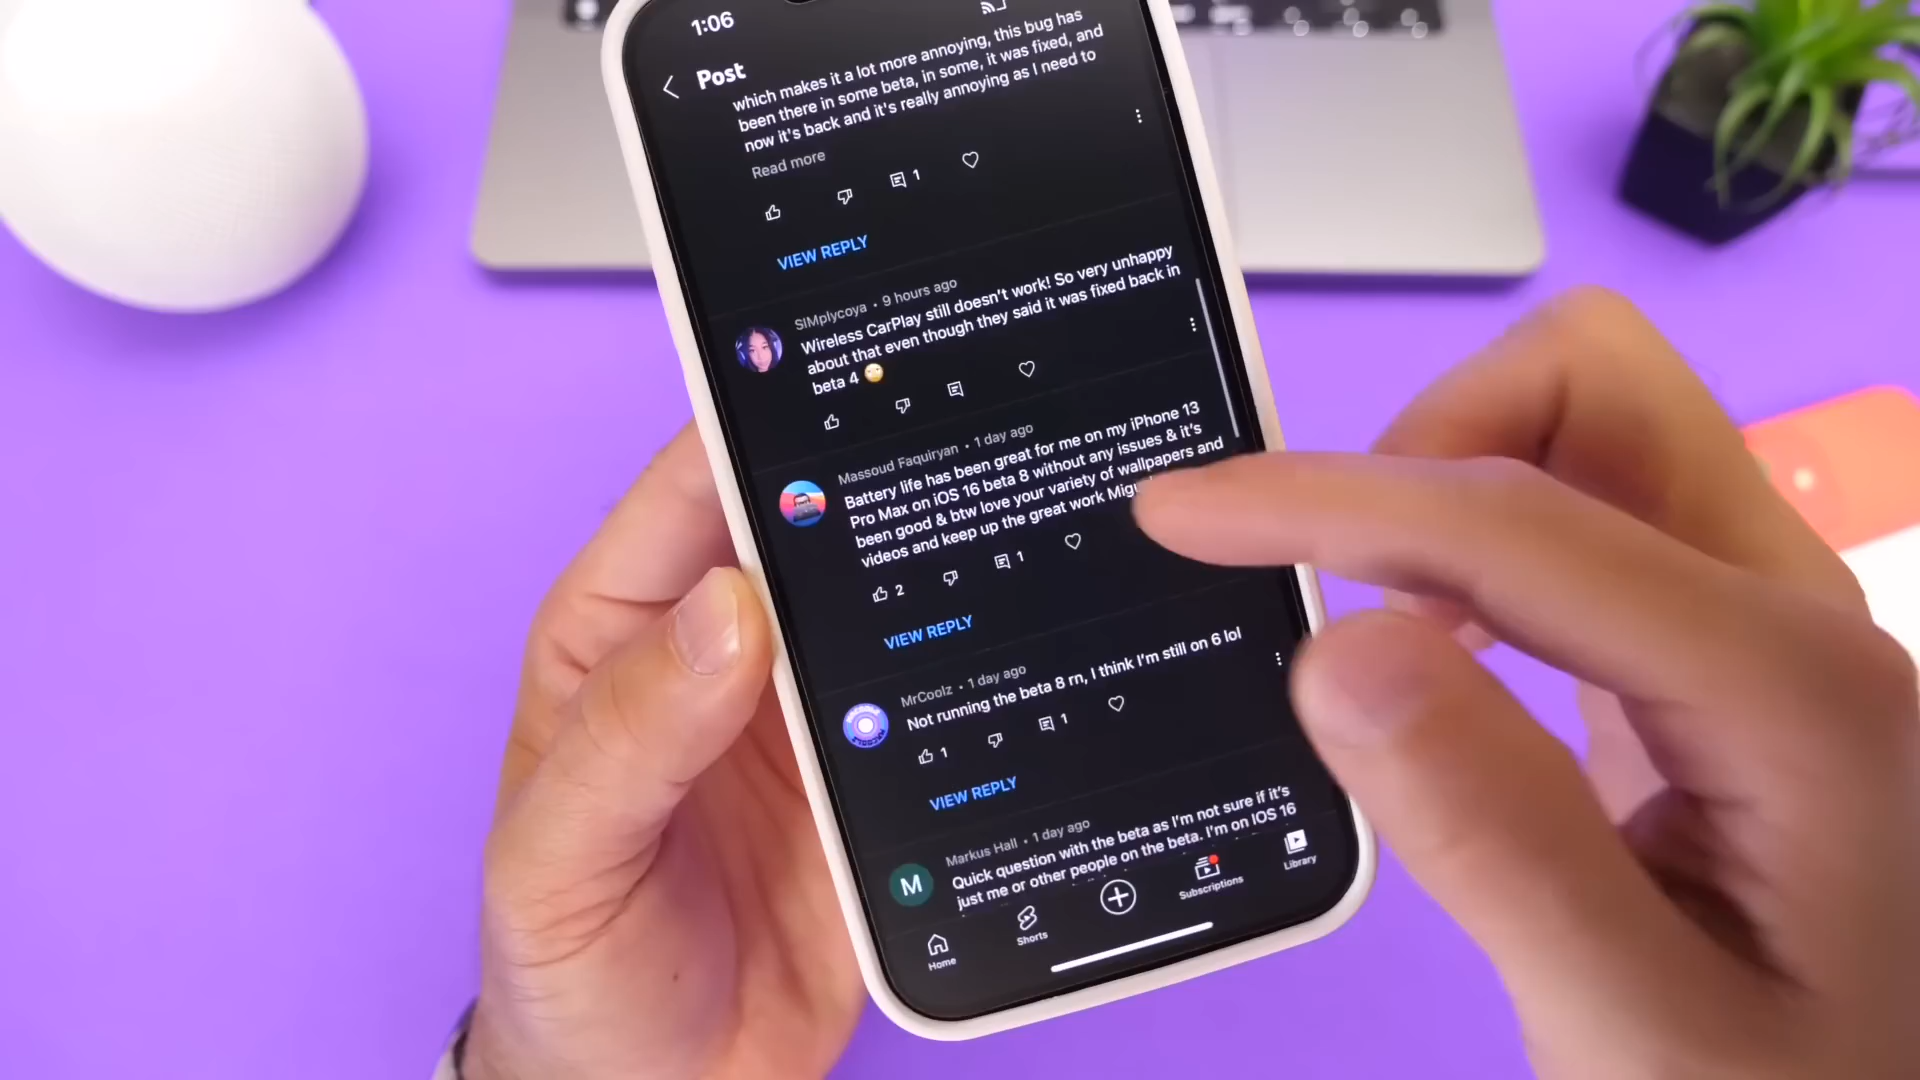 1:06
Post
which makes it a lot more annoying, this bug has
been there in some beta, in some, it was fixed, and
now it's back and it's really annoying as I need to
Read more
1
VIEW REPLY
SIMplycoya • 9 hours ago
Wireless CarPlay still doesn't work! So very unhappy
about that even though they said it was fixed back in
beta 4 🙄
Massoud Faquiryan • 1 day ago
Battery life has been great for me on my iPhone 13
Pro Max on iOS 16 beta 8 without any issues & it's
been good & btw love your variety of wallpapers and
videos and keep up the great work
2 1
VIEW REPLY
MrCoolz • 1 day ago
Not running the beta 8 rn, I think I'm still on 6 lol
1 1
VIEW REPLY
M
Markus Hall • 1 day ago
Quick question with the beta as I'm not sure if it's
just me or other people on the beta. I'm on IOS 16
Home
Shorts
Subscriptions
Library